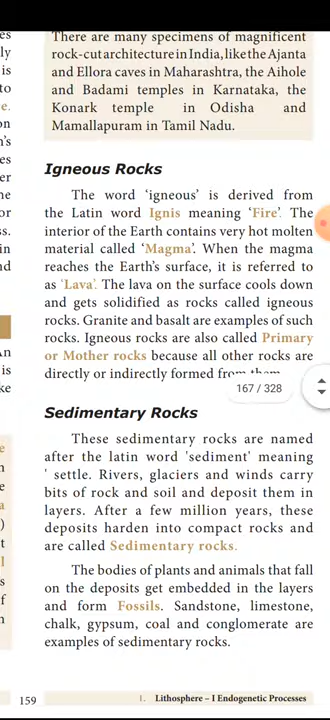 There are many specimens of magnificent
rock-cut architecture in India, like the Ajanta
and Ellora caves in Maharashtra, the Aihole
and Badami temples in Karnataka, the
Konark temple in Odisha and
Mamallapuram in Tamil Nadu.
Igneous Rocks
The word ‘igneous’ is derived from
the Latin word Ignis meaning ‘Fire’. The
interior of the Earth contains very hot molten
material called ‘Magma’. When the magma
reaches the Earth’s surface, it is referred to
as ‘Lava’. The lava on the surface cools down
and gets solidified as rocks called igneous
rocks. Granite and basalt are examples of such
rocks. Igneous rocks are also called Primary
or Mother rocks because all other rocks are
directly or indirectly formed from them
167 / 328
Sedimentary Rocks
These sedimentary rocks are named
after the latin word 'sediment' meaning
' settle. Rivers, glaciers and winds carry
bits of rock and soil and deposit them in
layers. After a few million years, these
deposits harden into compact rocks and
are called Sedimentary rocks.
The bodies of plants and animals that fall
on the deposits get embedded in the layers
and form Fossils. Sandstone, limestone,
chalk, gypsum, coal and conglomerate are
examples of sedimentary rocks.
159
1. Lithosphere – I Endogenetic Processes